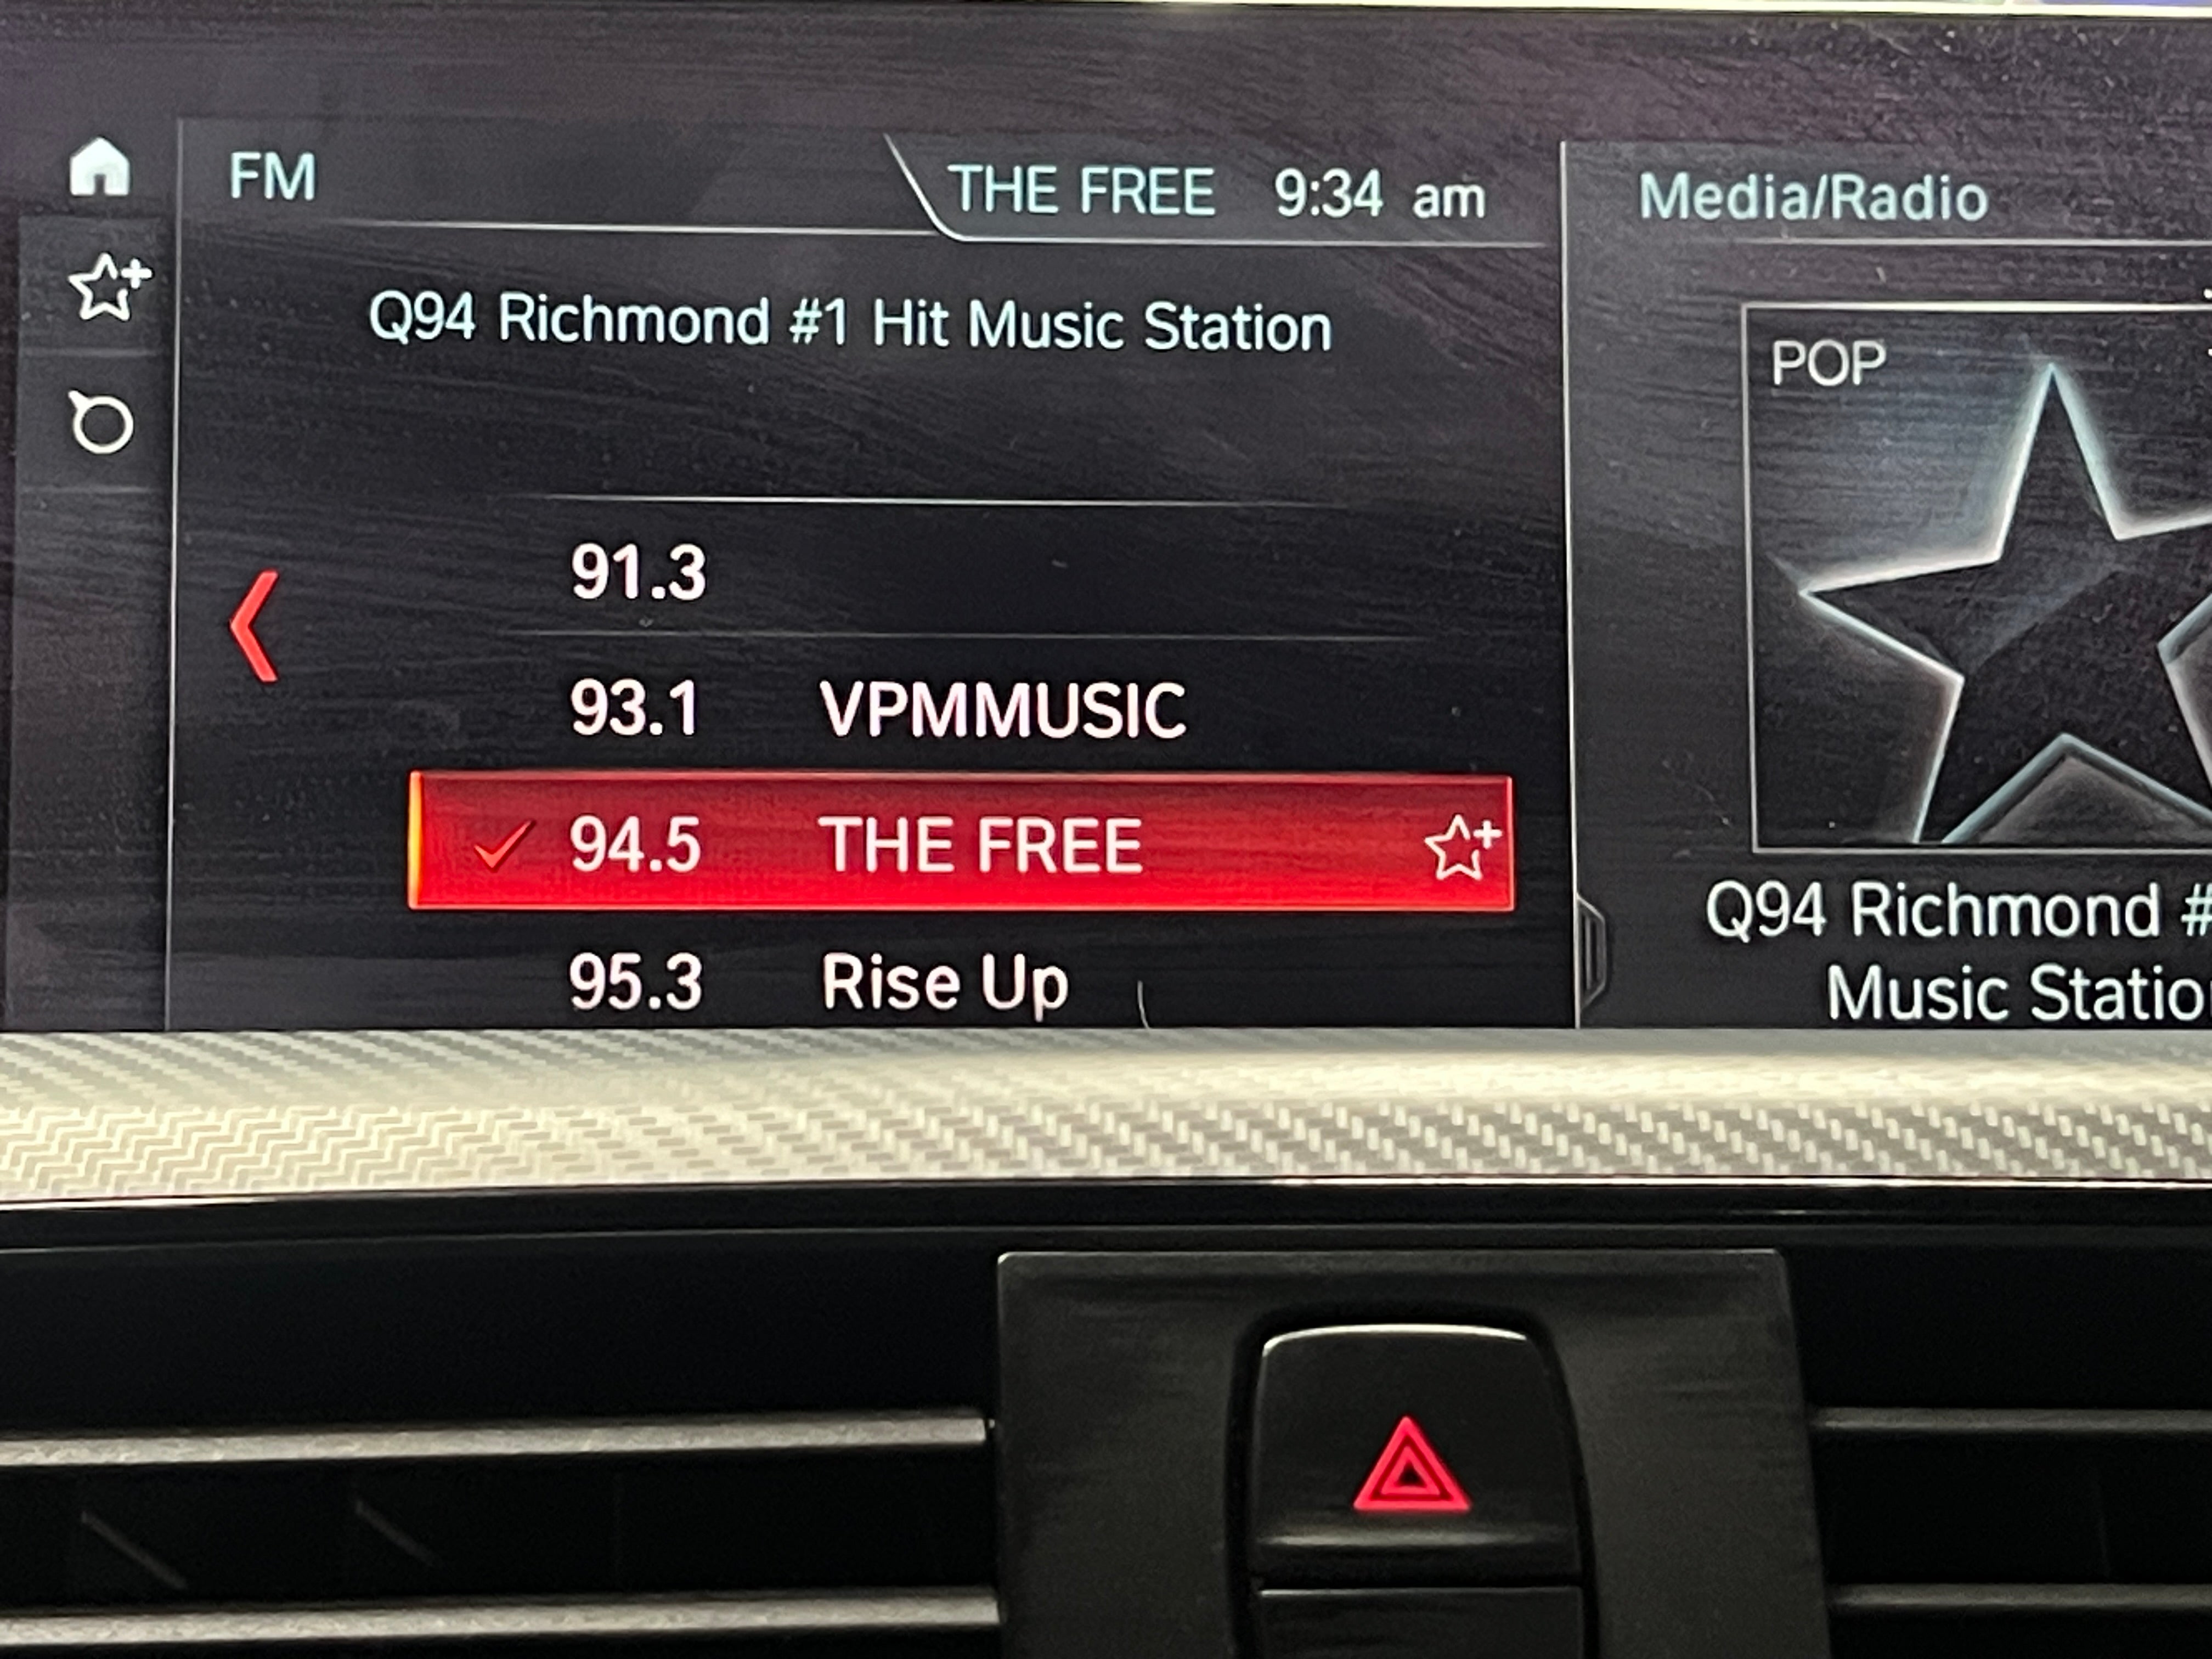 FM THE FREE 9:34 am
Q94 Richmond #1 Hit Music Station
91.3
93.1 VPMMUSIC
94.5 THE FREE
95.3 Rise Up
Media/Radio
POP
Q94 Richmond #
Music Statio